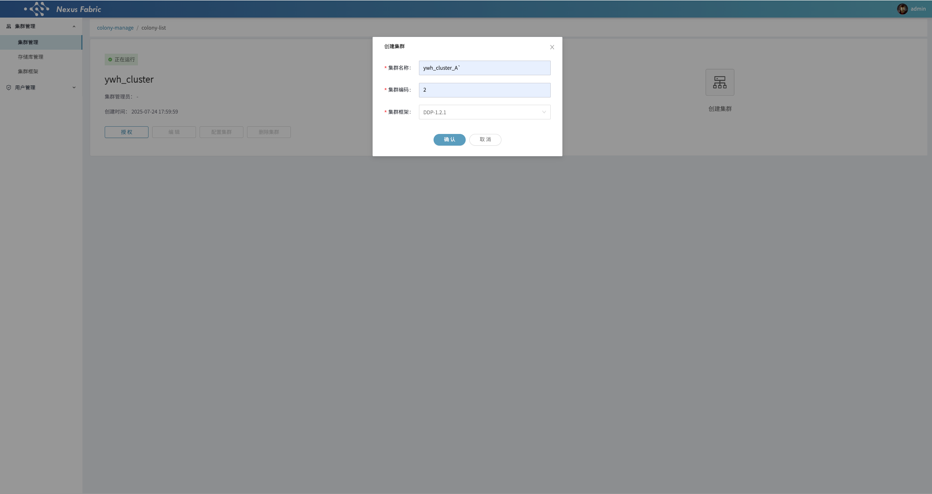 Nexus Fabric
admin
集群管理
colony-manage / colony-list
集群管理
存储库管理
集群框架
用户管理
正在运行
ywh_cluster
集群管理员： -
创建时间： 2025-07-24 17:59:59
授 权
编 辑
配置集群
删除集群
创建集群
* 集群名称：
ywh_cluster_A`
* 集群编码：
2
* 集群框架：
DDP-1.2.1
确 认
取 消
创建集群